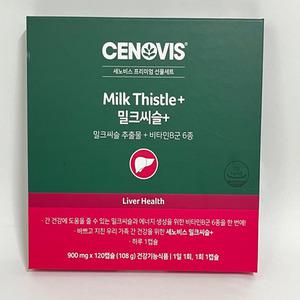 CENOVIS®
세노비스 프리미엄 선물세트
Milk Thistle+
밀크씨슬+
밀크씨슬 추출물 + 비타민B군 6종
Liver Health
· 간 건강에 도움을 줄 수 있는 밀크씨슬과 에너지 생성을 위한 비타민B군 6종을 한 번에!
· 바쁘고 지친 우리 가족 간 건강을 위한 세노비스 밀크씨슬+
· 하루 1캡슐
900 mg x 120캡슐 (108 g) 건강기능식품 | 1일 1회, 1회 1캡슐